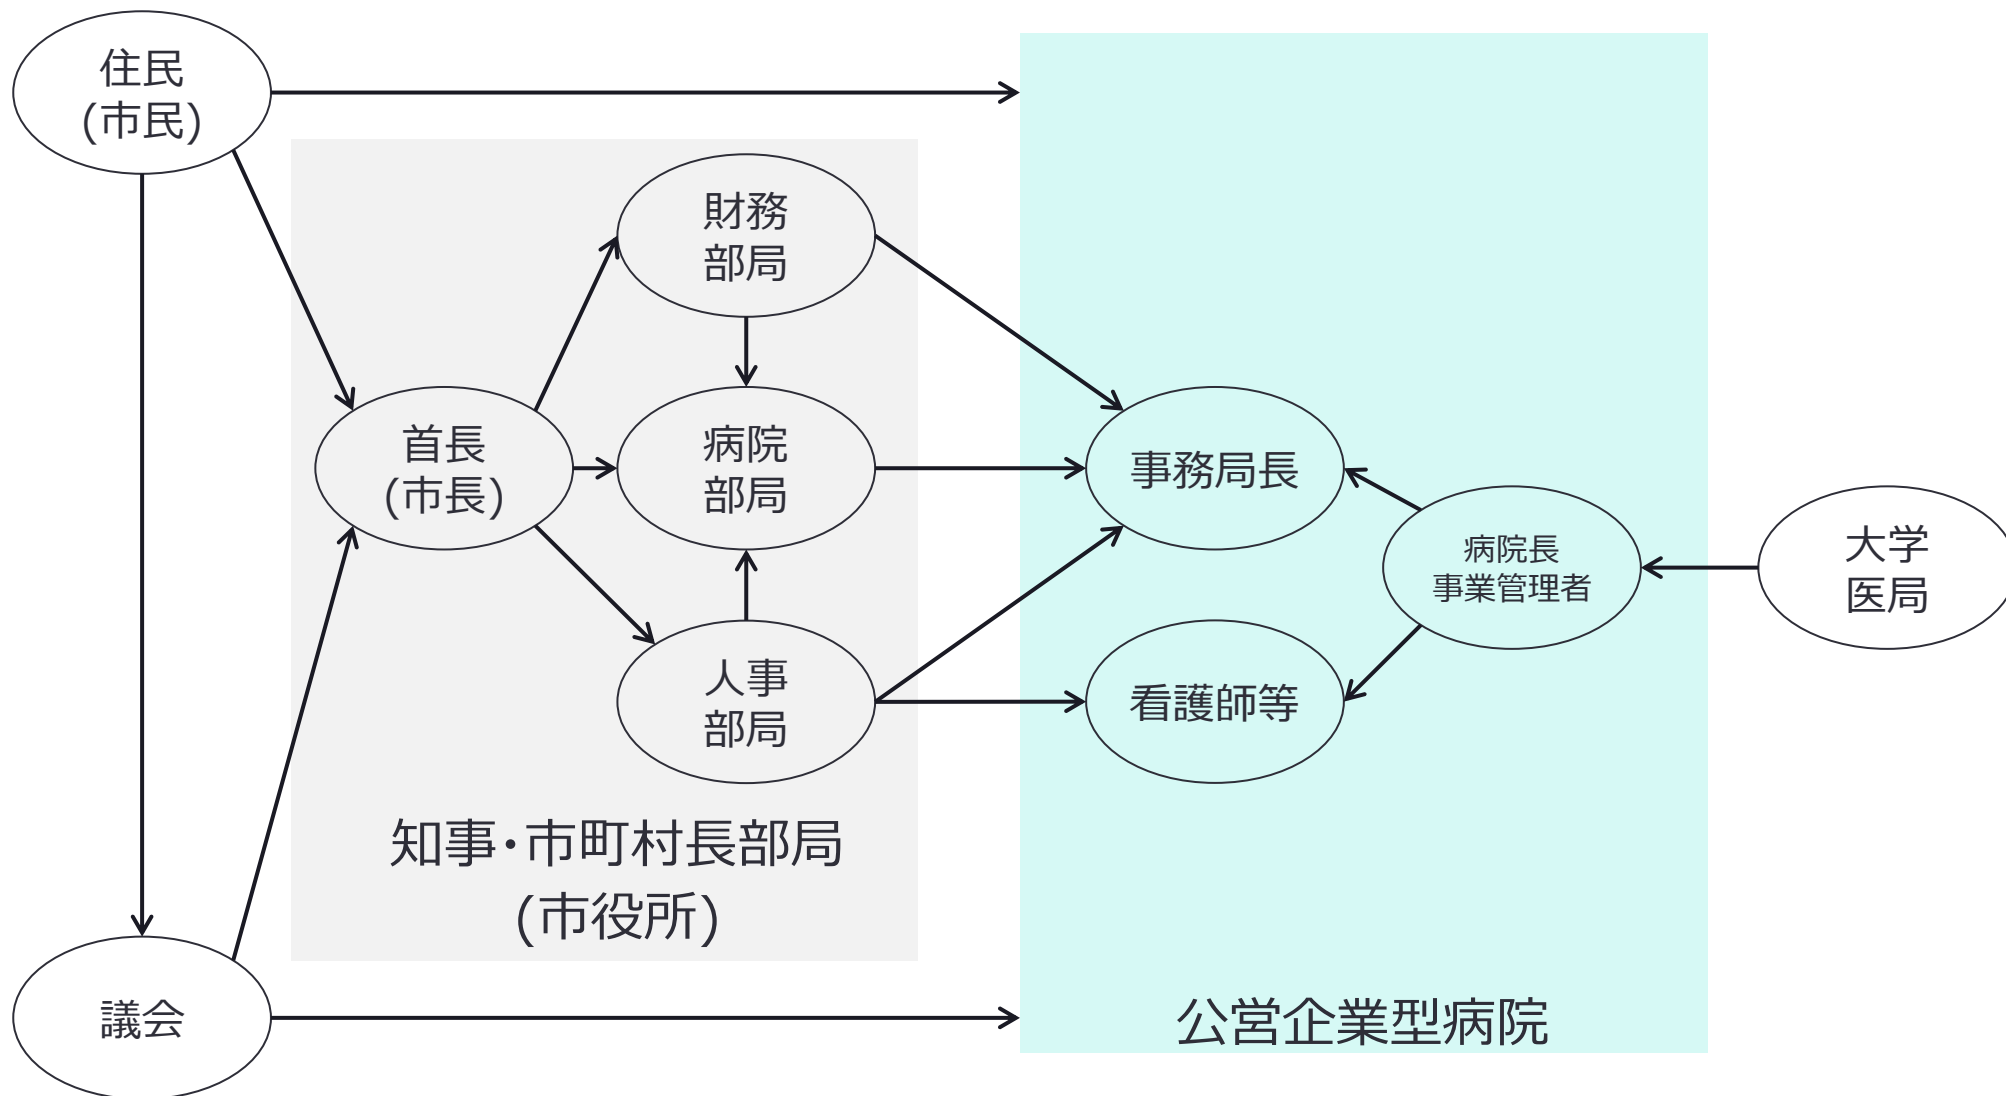 住民
(市民)
財務
部局
首長
(市長)
病院
部局
人事
部局
知事・市町村長部局
(市役所)
議会
事務局長
看護師等
病院長
事業管理者
公営企業型病院
大学
医局